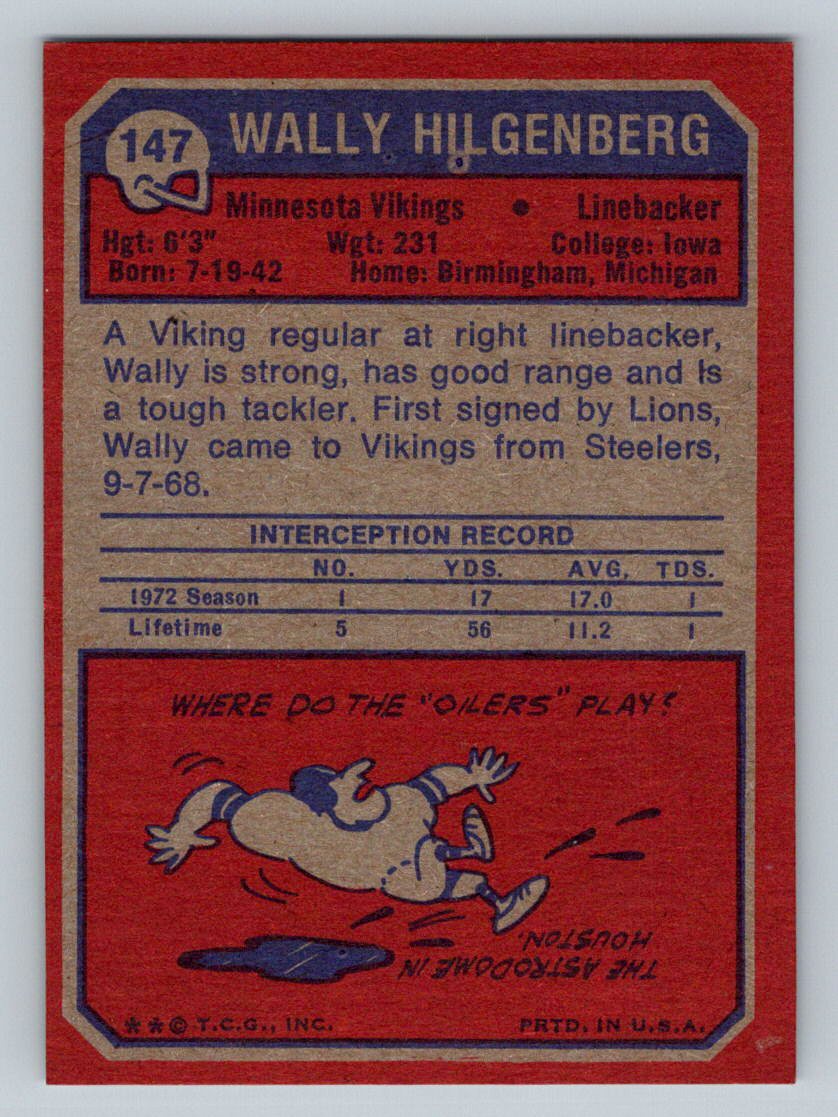 147 WALLY HILGENBERG
Minnesota Vikings • Linebacker
Hgt: 6'3" Wgt: 231 College: Iowa
Born: 7-19-42 Home: Birmingham, Michigan
A Viking regular at right linebacker,
Wally is strong, has good range and is
a tough tackler. First signed by Lions,
Wally came to Vikings from Steelers,
9-7-68.
INTERCEPTION RECORD
NO. YDS. AVG. TDS.
1972 Season 1 17 17.0 1
Lifetime 5 56 11.2 1
WHERE DO THE "OILERS" PLAY?
THE ASTRODOME IN
HOUSTON.
**© T.C.G., INC. PRTD. IN U.S.A.